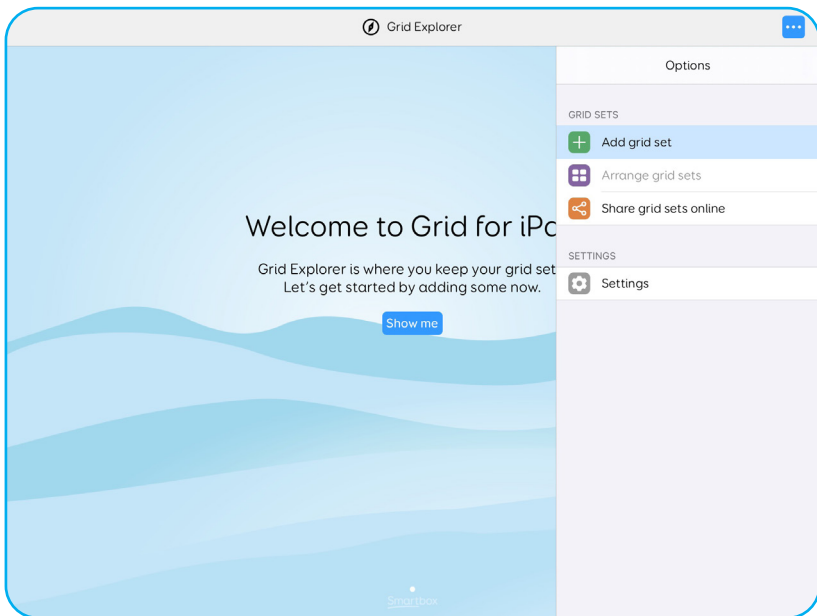 Grid Explorer
Options
GRID SETS
Add grid set
Arrange grid sets
Share grid sets online
SETTINGS
Settings
Welcome to Grid for iPa
Grid Explorer is where you keep your grid set
Let's get started by adding some now.
Show me
Smartbox